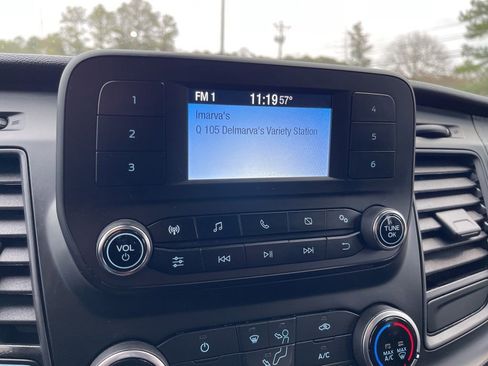 FM 1 11:19 57°
lmarva's
Q 105 Delmarva's Variety Station
1
2
3
4
5
6
VOL
TUNE
OK
A/C
MAX
A/C
MAX